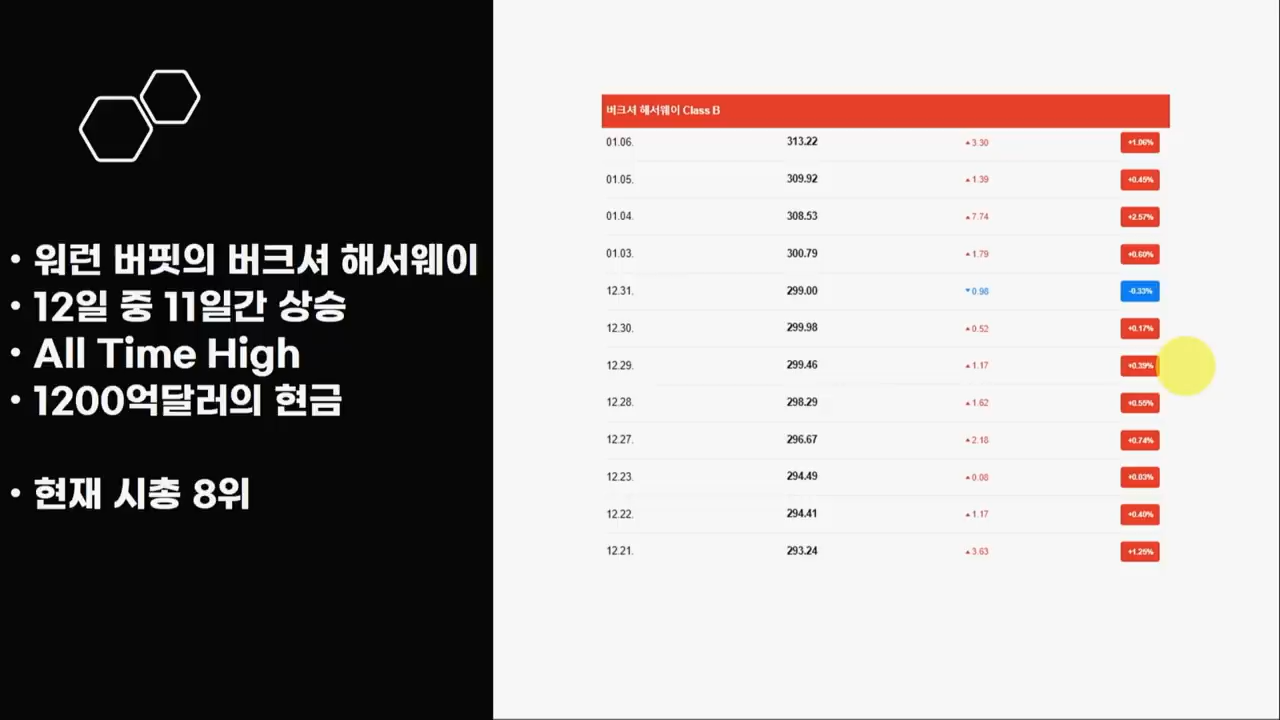 • 워런 버핏의 버크셔 해서웨이
• 12일 중 11일간 상승
• All Time High
• 1200억달러의 현금
• 현재 시총 8위
버크셔 해서웨이 Class B
01.06. 313.22 ▲3.30 +1.06%
01.05. 309.92 ▲1.39 +0.45%
01.04. 308.53 ▲7.74 +2.57%
01.03. 300.79 ▲1.79 +0.60%
12.31. 299.00 ▼0.98 -0.33%
12.30. 299.98 ▲0.52 +0.17%
12.29. 299.46 ▲1.17 +0.39%
12.28. 298.29 ▲1.62 +0.55%
12.27. 296.67 ▲2.18 +0.74%
12.23. 294.49 ▲0.08 +0.03%
12.22. 294.41 ▲1.17 +0.40%
12.21. 293.24 ▲3.63 +1.25%